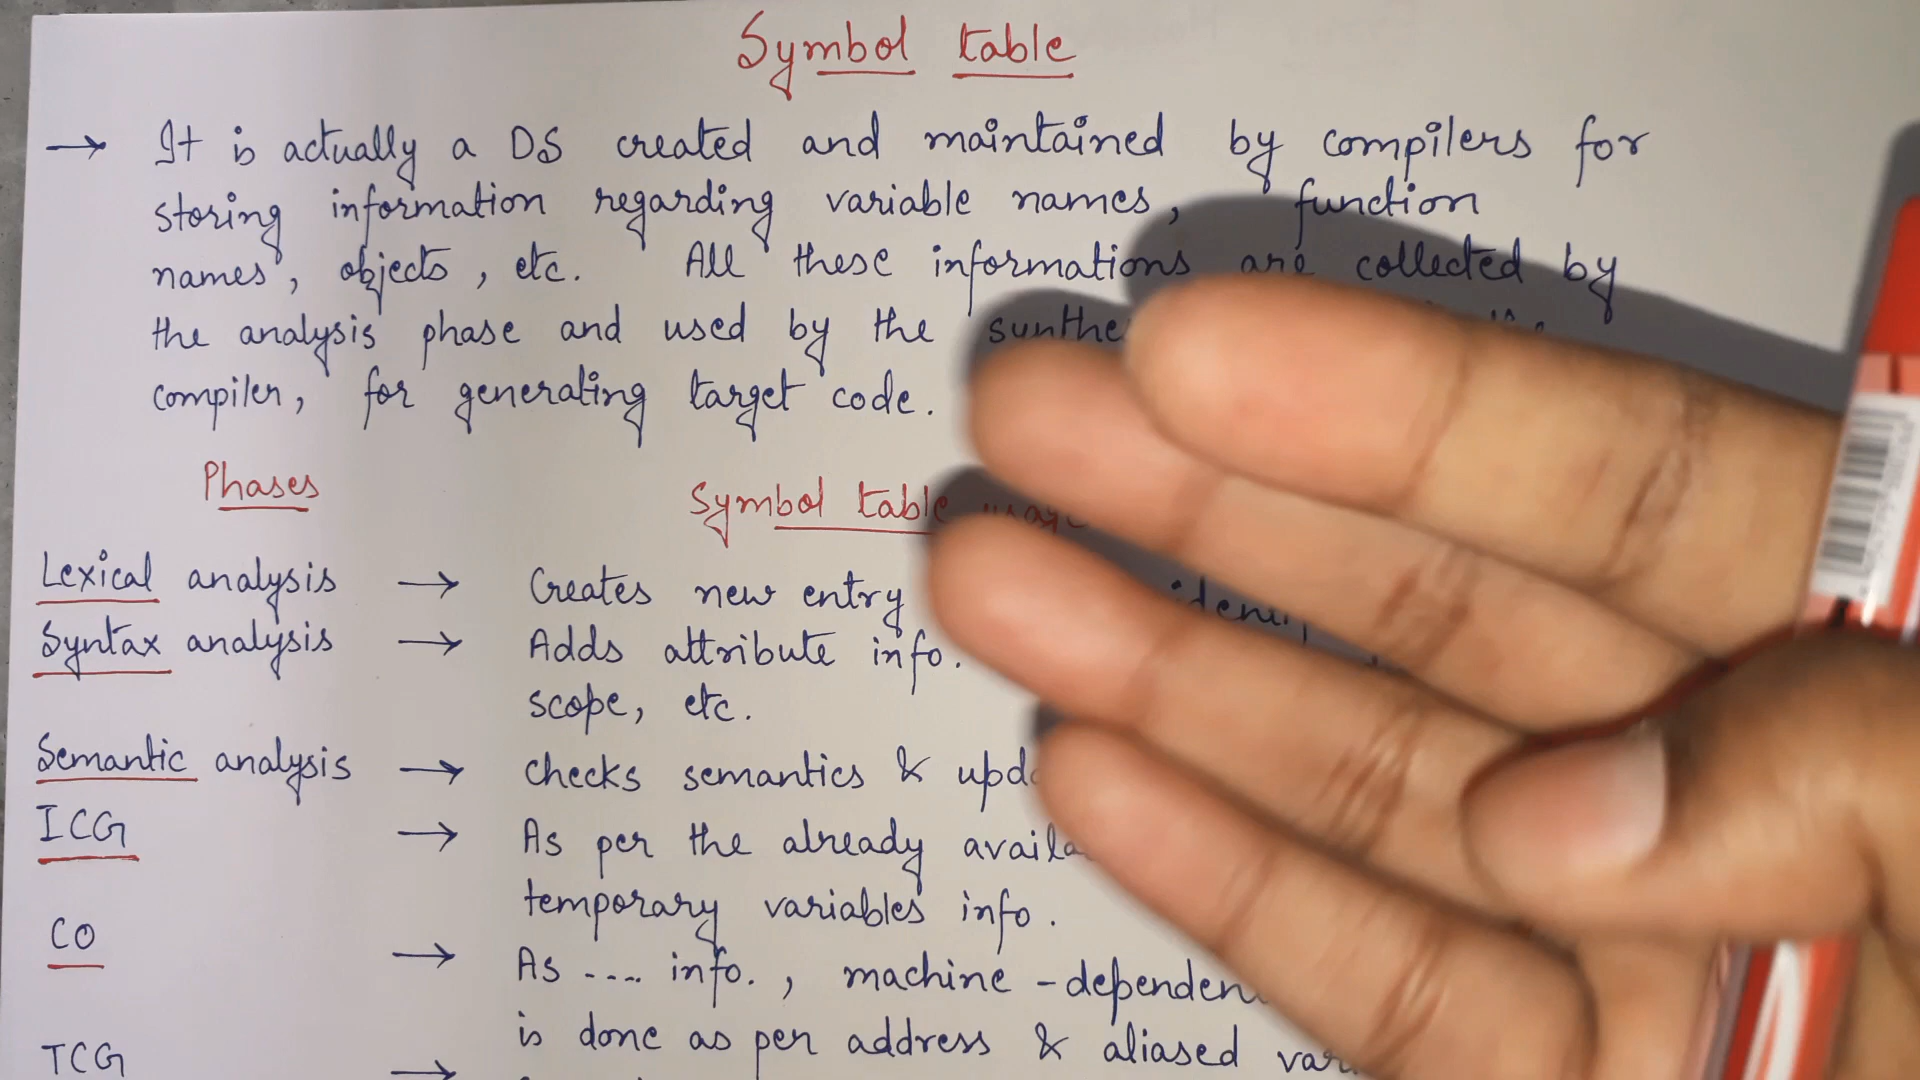 Symbol table
→ It is actually a DS created and maintained by compilers for
storing information regarding variable names, function
names, objects, etc. All these informations are collected by
the analysis phase and used by the
compiler, for generating target code.
Phases Symbol table usage
Lexical analysis → Creates new entry
Syntax analysis → Adds attribute info.
scope, etc.
Semantic analysis → checks semantics &
ICG → As per the already
temporary variables info.
CO → As .... info., machine-dependent
is done as per address & aliased
TCG →